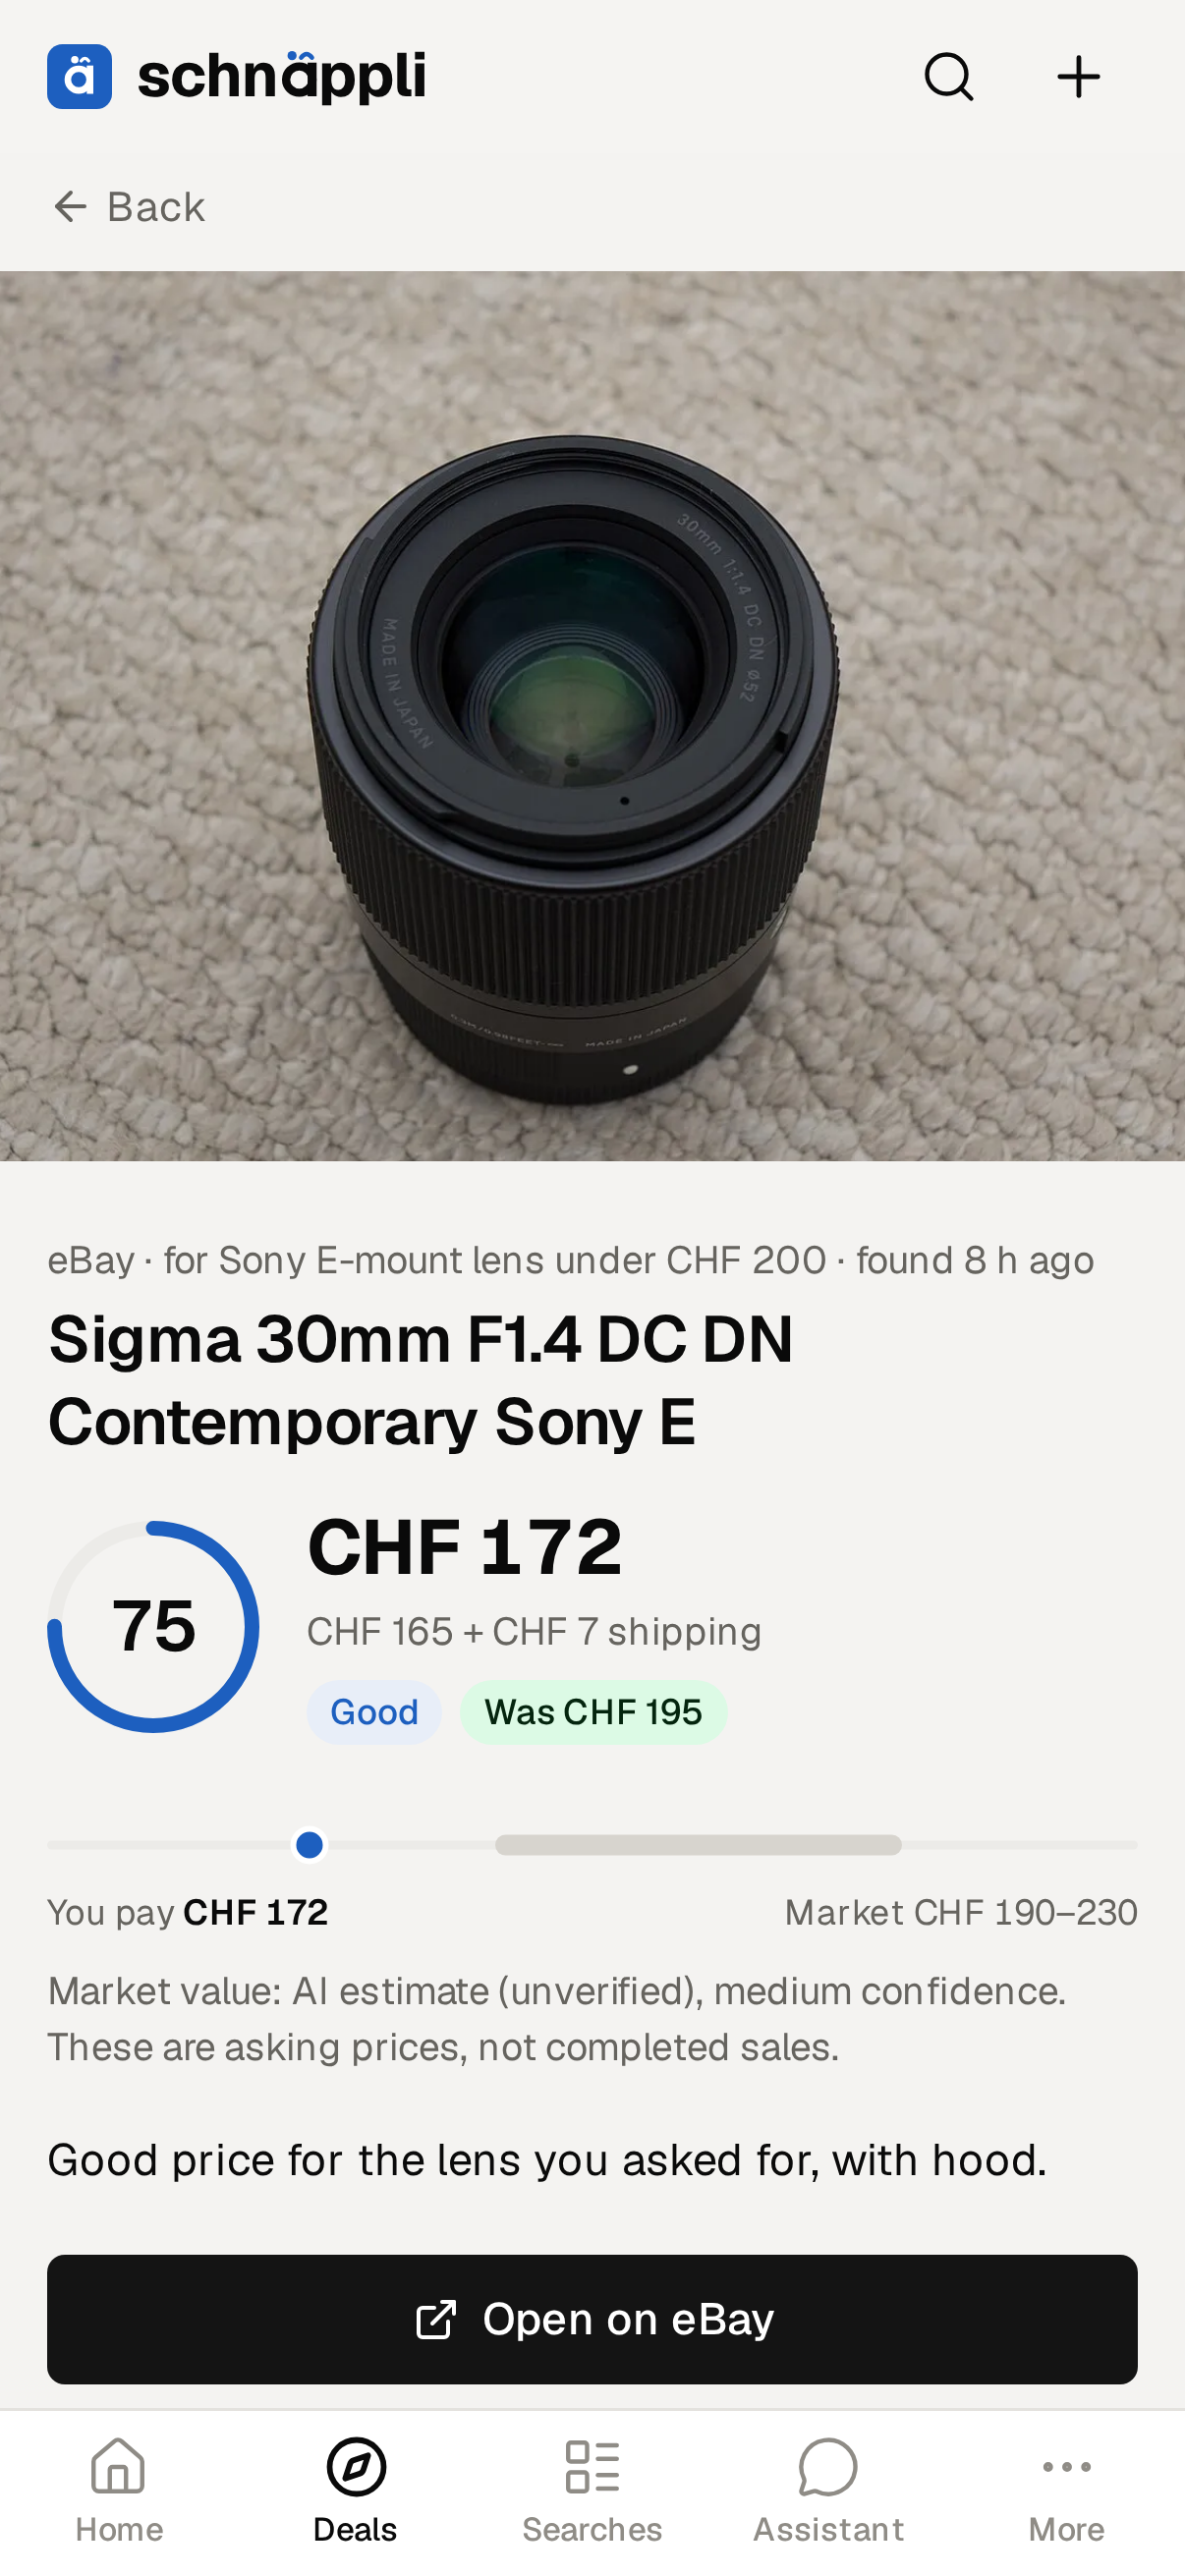 ä schnäppli
Back
30mm 1:1.4 DC DN ø52
MADE IN JAPAN
MADE IN JAPAN
eBay · for Sony E-mount lens under CHF 200 · found 8 h ago
Sigma 30mm F1.4 DC DN
Contemporary Sony E
75
CHF 172
CHF 165 + CHF 7 shipping
Good
Was CHF 195
You pay CHF 172
Market CHF 190–230
Market value: AI estimate (unverified), medium confidence.
These are asking prices, not completed sales.
Good price for the lens you asked for, with hood.
Open on eBay
Home
Deals
Searches
Assistant
More